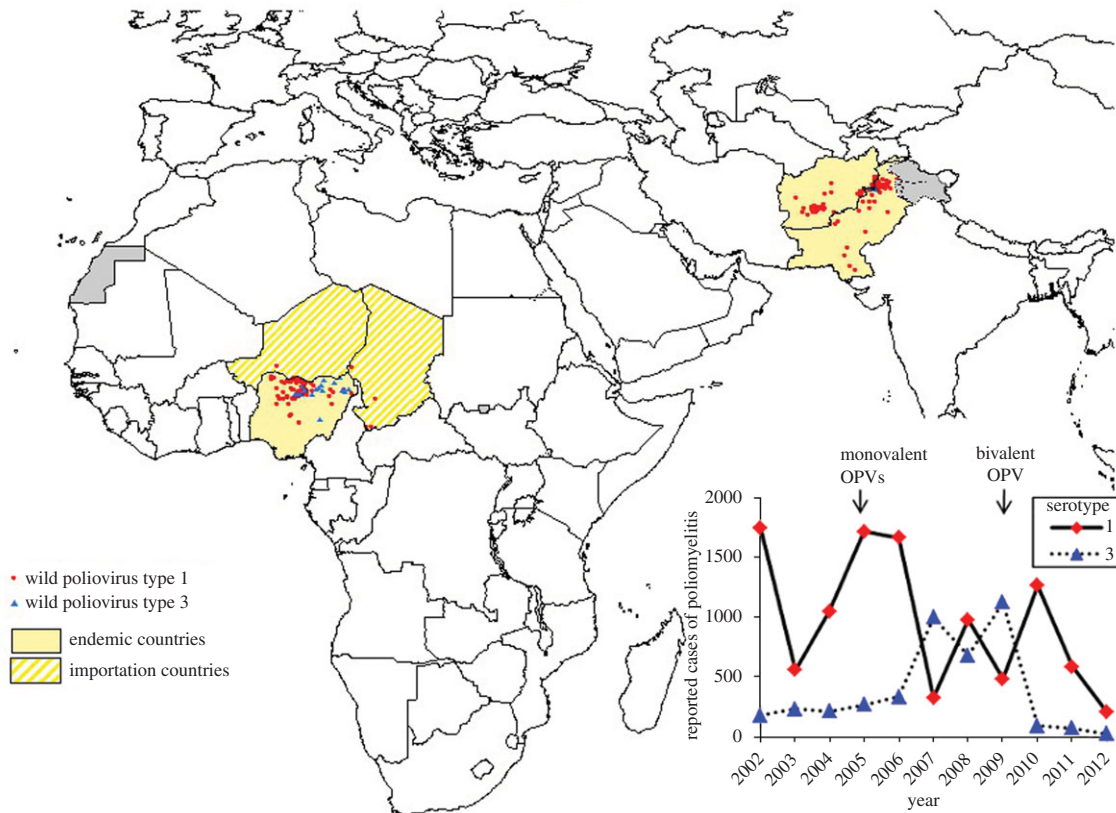 wild poliovirus type 1
wild poliovirus type 3
endemic countries
importation countries
monovalent
OPVs
bivalent
OPV
serotype
1
3
reported cases of poliomyelitis
2000
1500
1000
500
0
2002
2003
2004
2005
2006
2007
2008
2009
2010
2011
2012
year